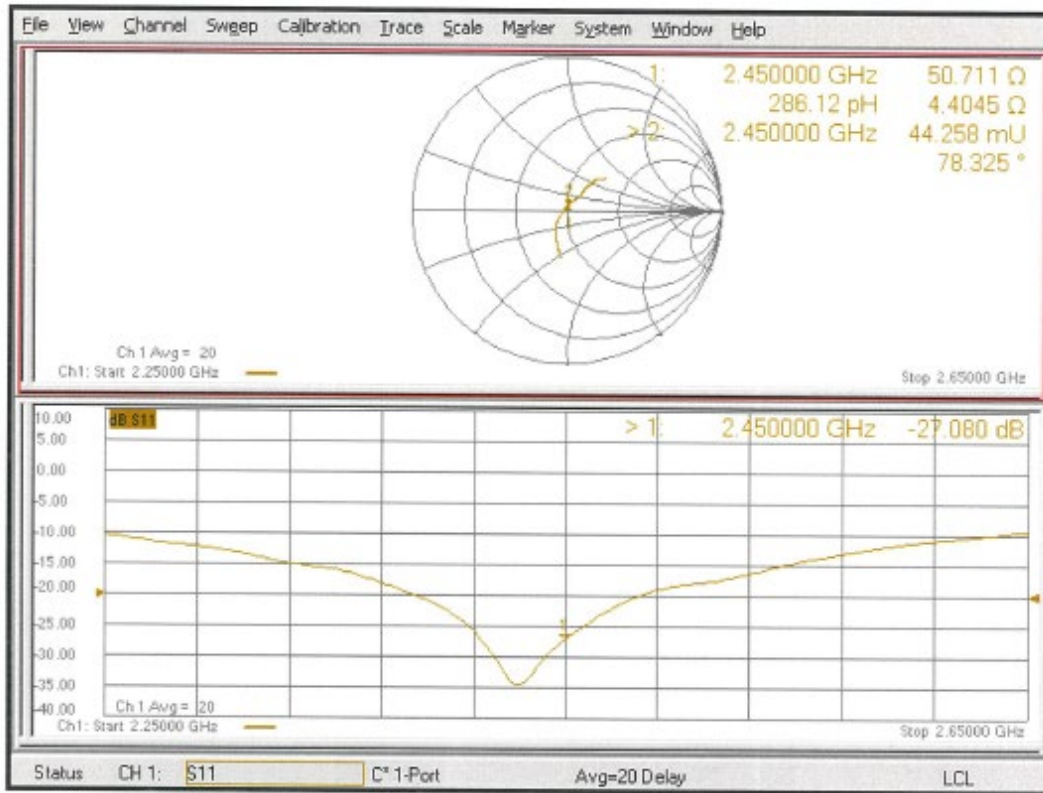 File View Channel Sweep Calibration Trace Scale Marker System Window Help
1: 2.450000 GHz 50.711 Ω
286.12 pH 4.4045 Ω
> 2: 2.450000 GHz 44.258 mU
78.325 °
Ch 1 Avg = 20
Ch1: Start 2.25000 GHz
Stop 2.65000 GHz
10.00
dB S11
> 1: 2.450000 GHz -27.080 dB
5.00
0.00
-5.00
-10.00
-15.00
-20.00
-25.00
1
-30.00
-35.00
-40.00
Ch 1 Avg = 20
Ch1: Start 2.25000 GHz
Stop 2.65000 GHz
Status CH 1: S11 C* 1-Port Avg=20 Delay LCL